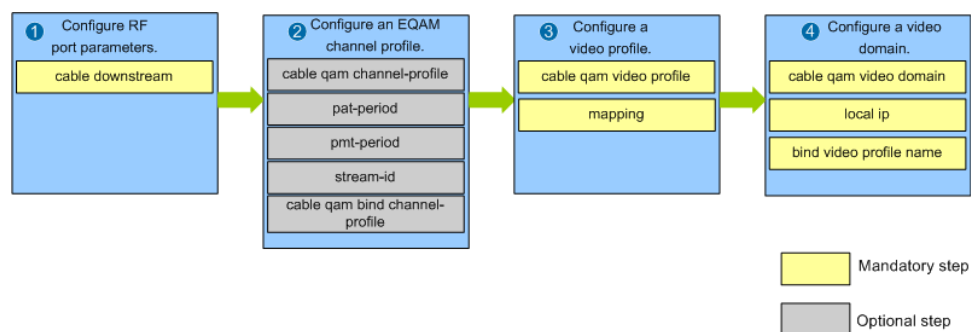 1 Configure RF
port parameters.
cable downstream
2 Configure an EQAM
channel profile.
cable qam channel-profile
pat-period
pmt-period
stream-id
cable qam bind channel-
profile
3 Configure a
video profile.
cable qam video profile
mapping
4 Configure a video
domain.
cable qam video domain
local ip
bind video profile name
Mandatory step
Optional step